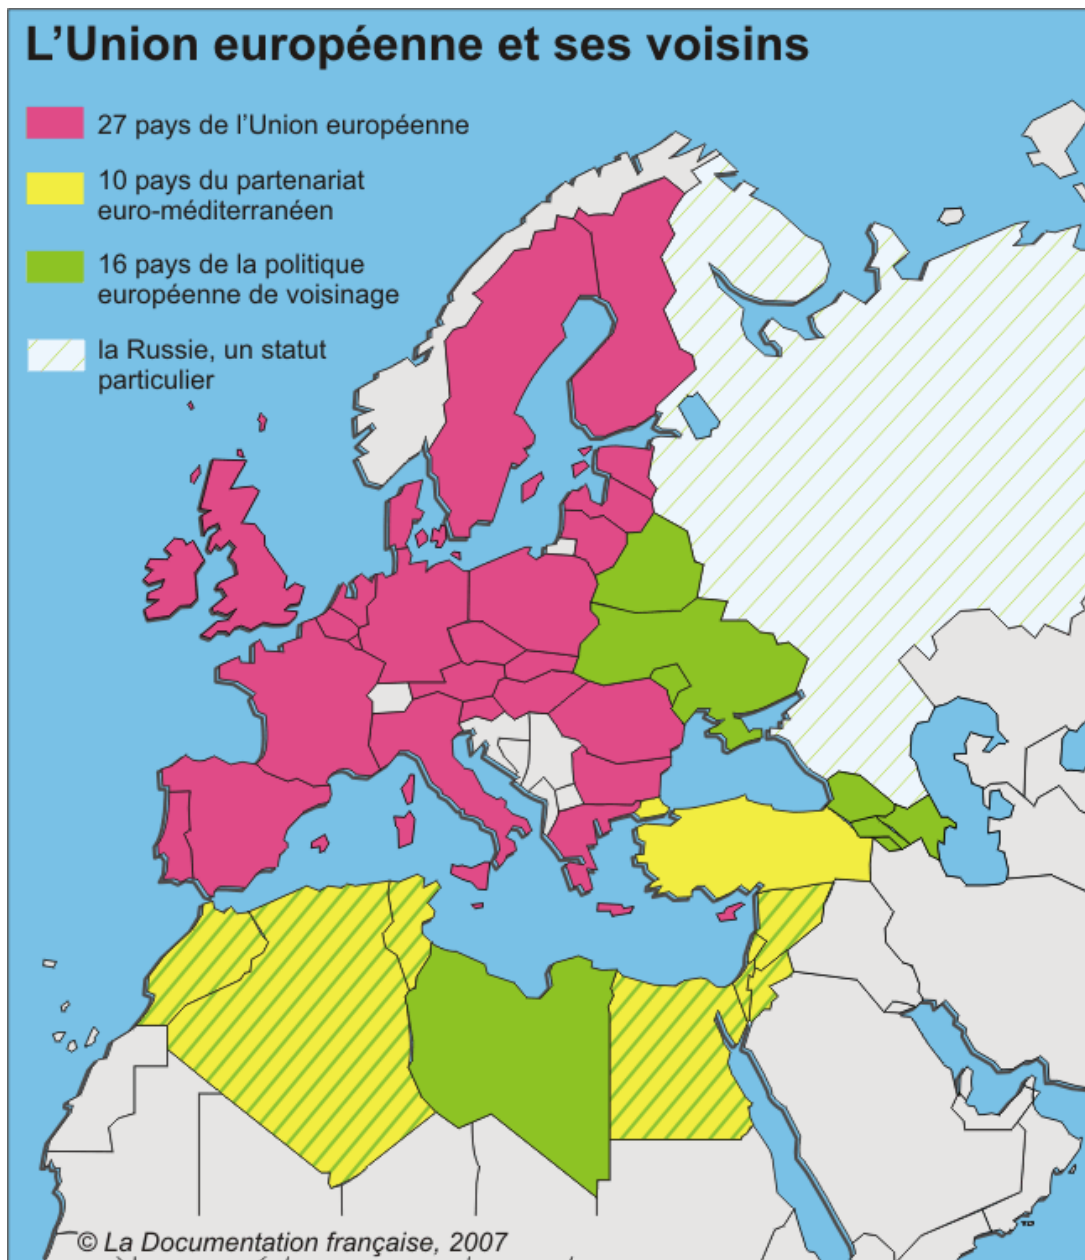 L'Union européenne et ses voisins
27 pays de l'Union européenne
10 pays du partenariat
euro-méditerranéen
16 pays de la politique
européenne de voisinage
la Russie, un statut
particulier
© La Documentation française, 2007